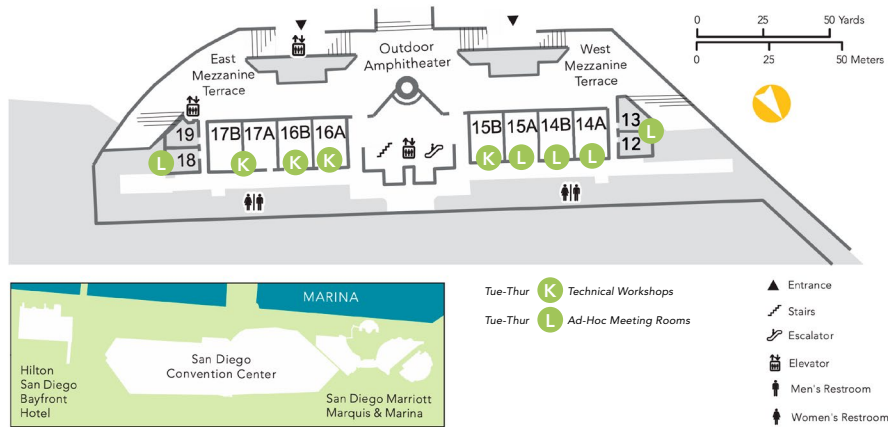 0 25 50 Yards
0 25 50 Meters
East
Mezzanine
Terrace
Outdoor
Amphitheater
West
Mezzanine
Terrace
19
18
L
17B 17A 16B 16A
K K K
15B 15A 14B 14A
K L L L
13
12
L
MARINA
San Diego
Convention Center
Hilton
San Diego
Bayfront
Hotel
San Diego Marriott
Marquis & Marina
Tue-Thur K Technical Workshops
Tue-Thur L Ad-Hoc Meeting Rooms
Entrance
Stairs
Escalator
Elevator
Men's Restroom
Women's Restroom